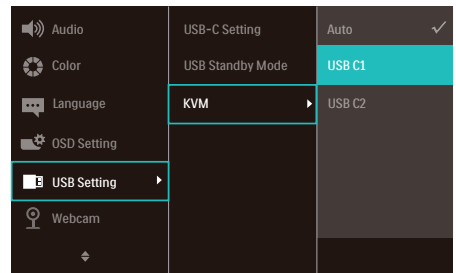 Audio
Color
Language
OSD Setting
USB Setting
Webcam
USB-C Setting
USB Standby Mode
KVM
Auto
USB C1
USB C2